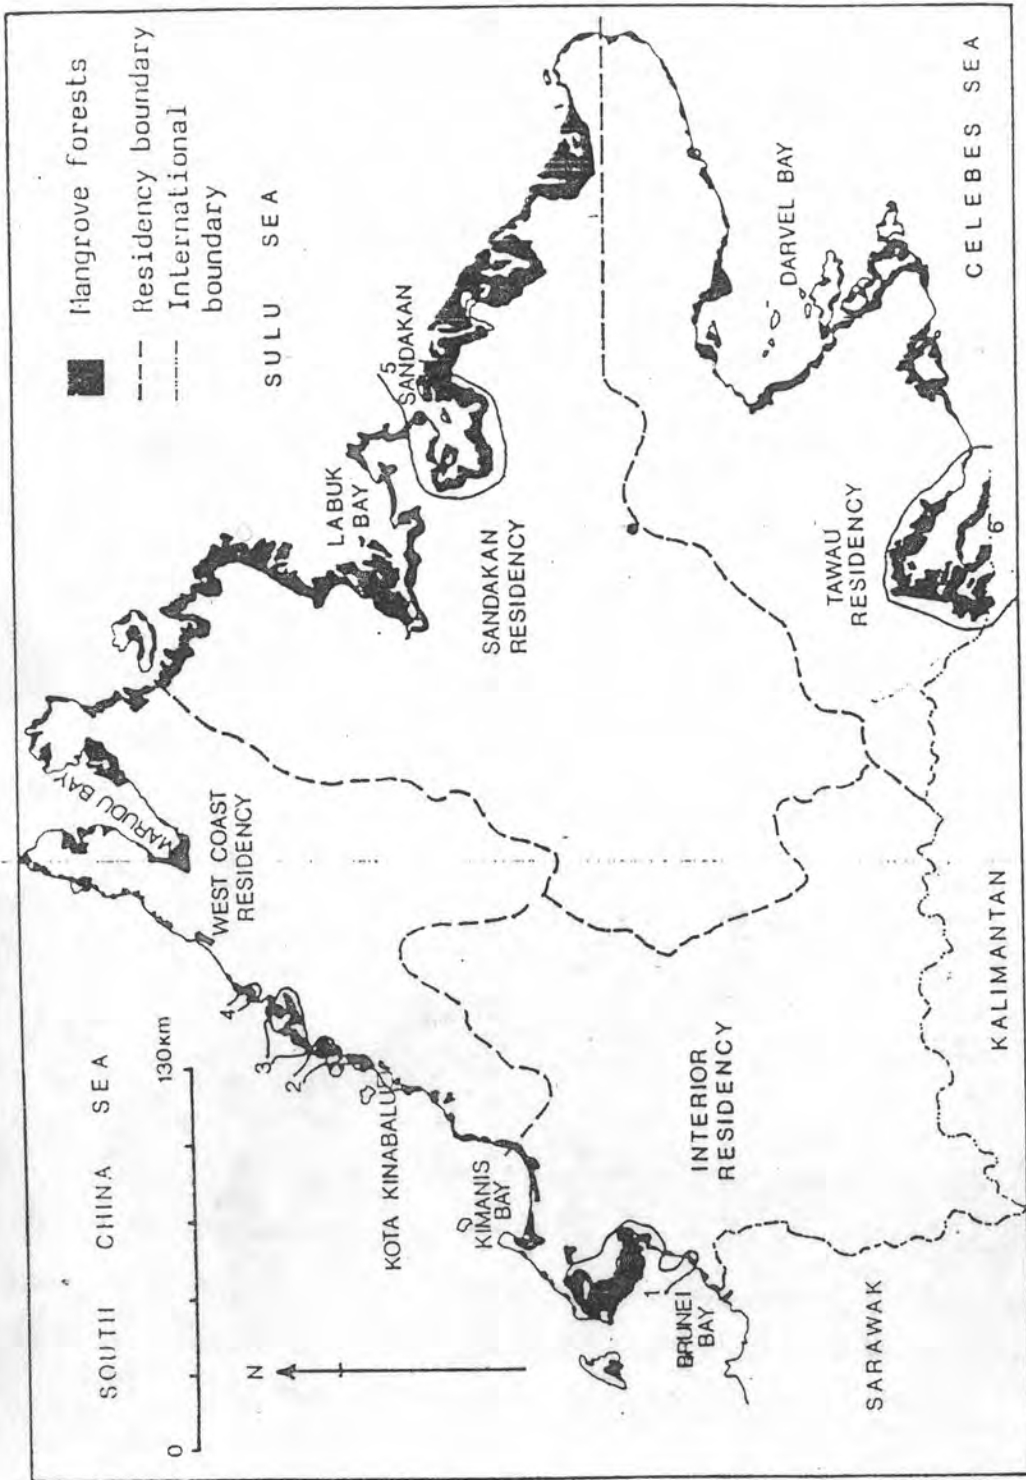 Mangrove forests
Residency boundary
International
boundary
SOUTH CHINA SEA
SULU SEA
0
130km
N
MARUDU BAY
WEST COAST
RESIDENCY
4
3
2
KOTA KINABALU
KIMANIS
BAY
1
BRUNEI
BAY
LABUK
BAY
5
SANDAKAN
SANDAKAN
RESIDENCY
INTERIOR
RESIDENCY
DARVEL BAY
TAWAU
RESIDENCY
6
CELEBES SEA
SARAWAK
KALIMANTAN